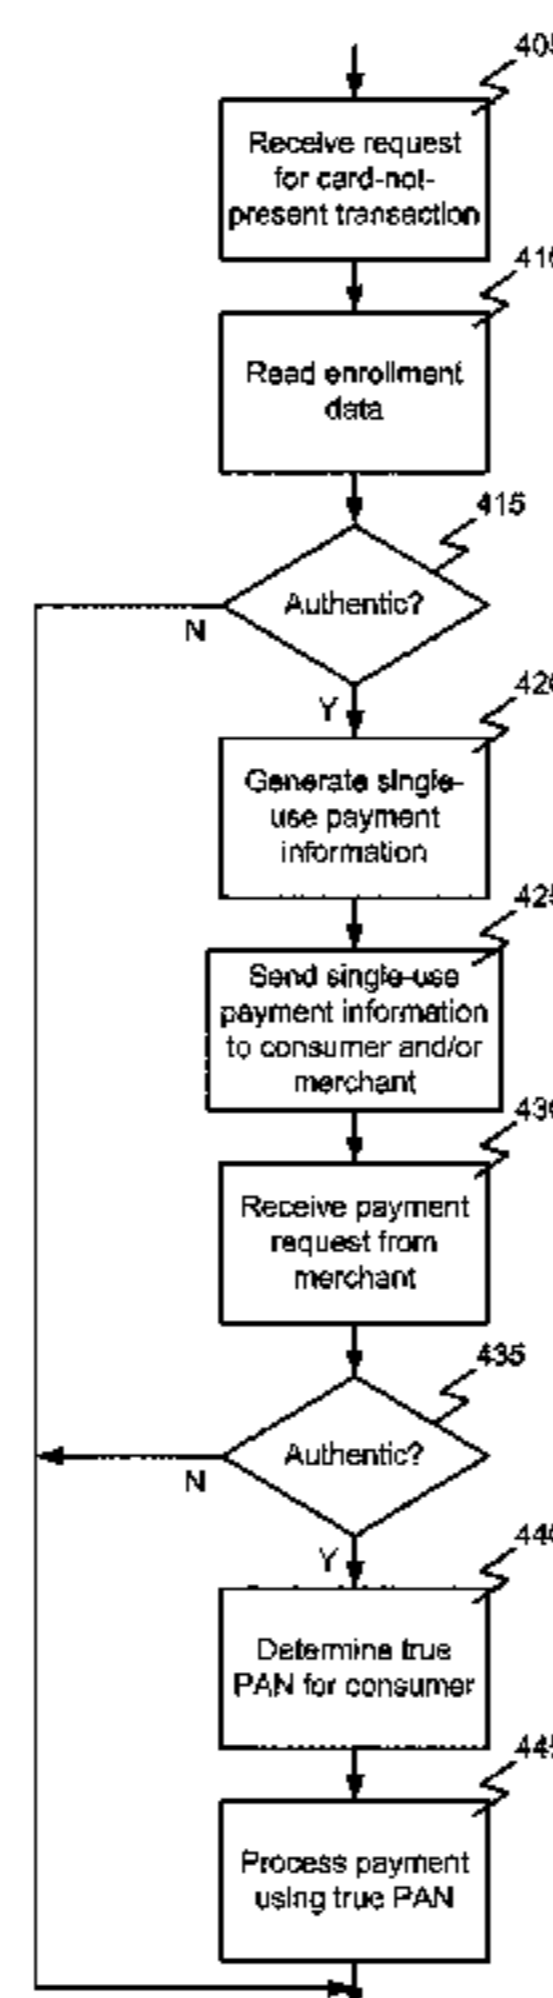 405
Receive request
for card-not-
present transaction
410
Read enrollment
data
415
Authentic?
N
Y
420
Generate single-
use payment
information
425
Send single-use
payment information
to consumer and/or
merchant
430
Receive payment
request from
merchant
435
Authentic?
N
Y
440
Determine true
PAN for consumer
445
Process payment
using true PAN